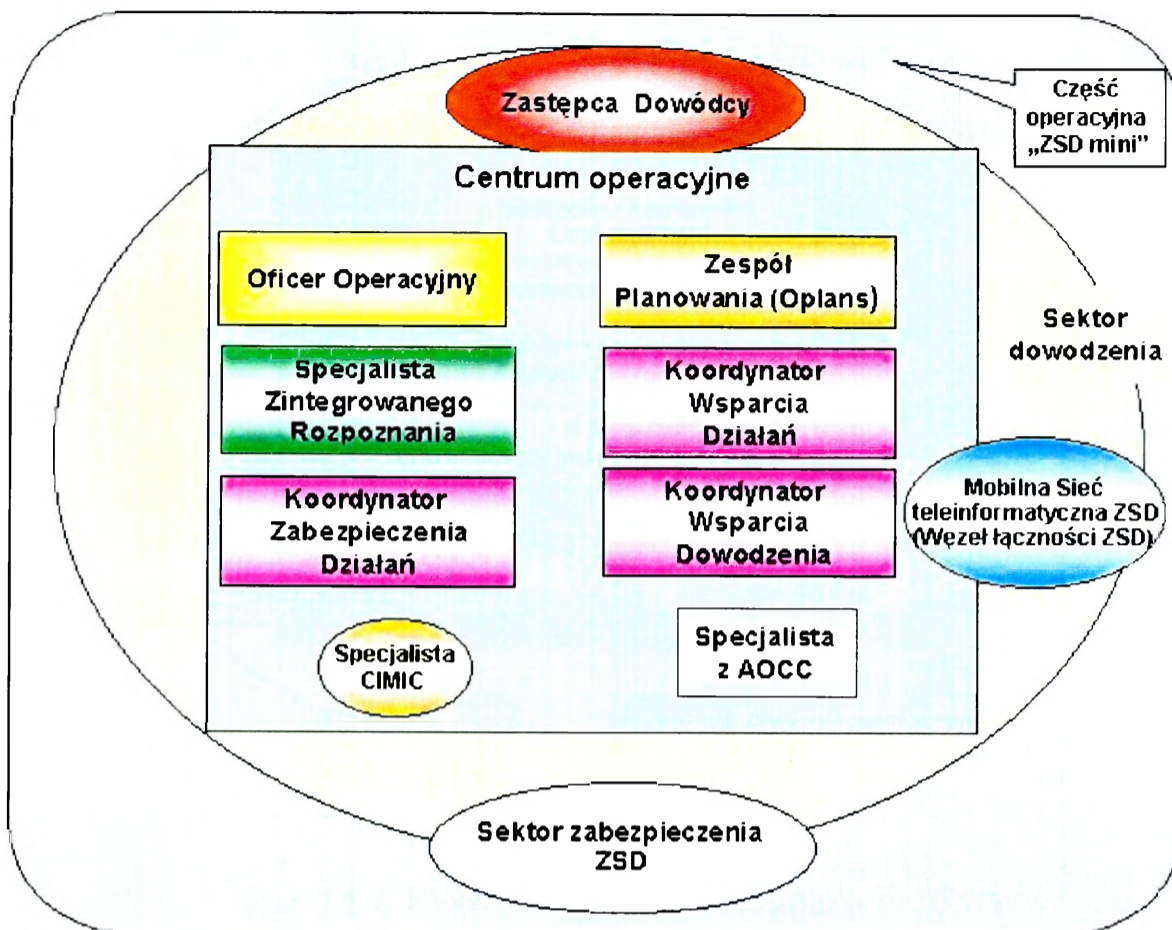 Zastępca Dowódcy
Część
operacyjna
„ZSD mini”
Centrum operacyjne
Oficer Operacyjny
Zespół
Planowania (Oplans)
Sektor
dowodzenia
Specjalista
Zintegrowanego
Rozpoznania
Koordynator
Wsparcia
Działań
Koordynator
Zabezpieczenia
Działań
Koordynator
Wsparcia
Dowodzenia
Mobilna Sieć
teleinformatyczna ZSD
(Węzeł łączności ZSD)
Specjalista
CIMIC
Specjalista
z AOCC
Sektor zabezpieczenia
ZSD